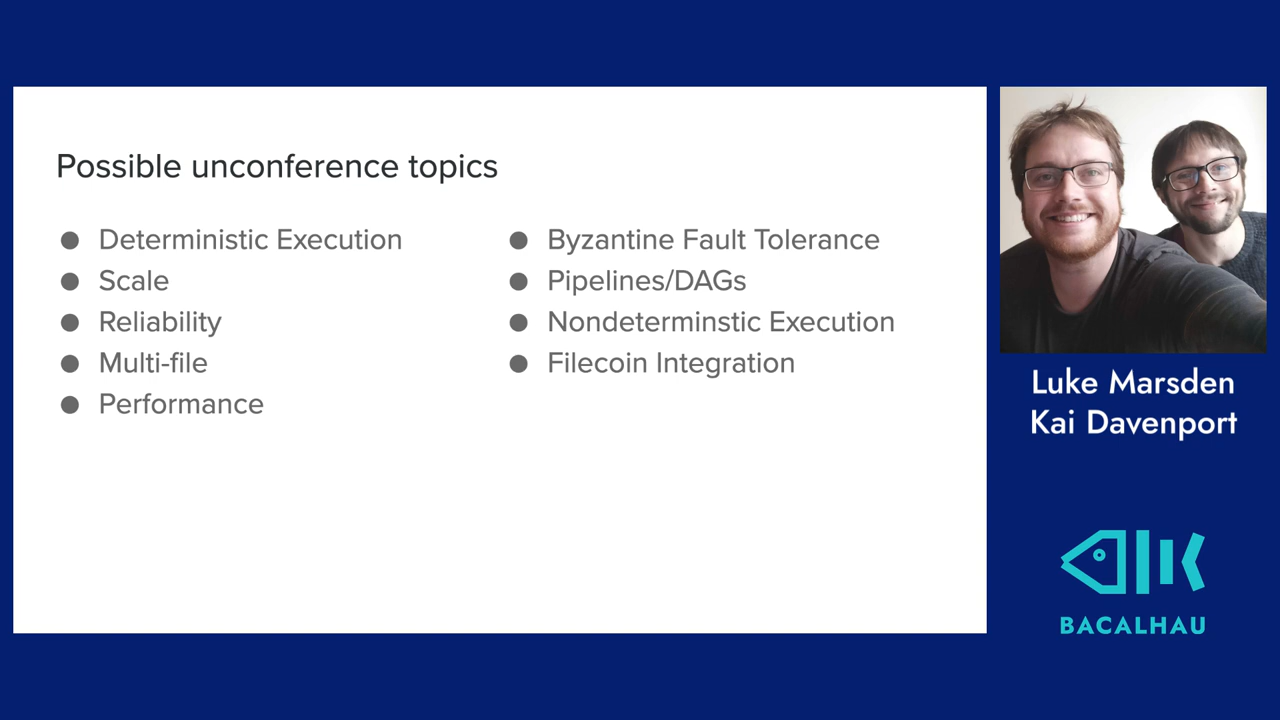 Possible unconference topics
● Deterministic Execution
● Scale
● Reliability
● Multi-file
● Performance
● Byzantine Fault Tolerance
● Pipelines/DAGs
● Nondeterminstic Execution
● Filecoin Integration
Luke Marsden
Kai Davenport
BACALHAU